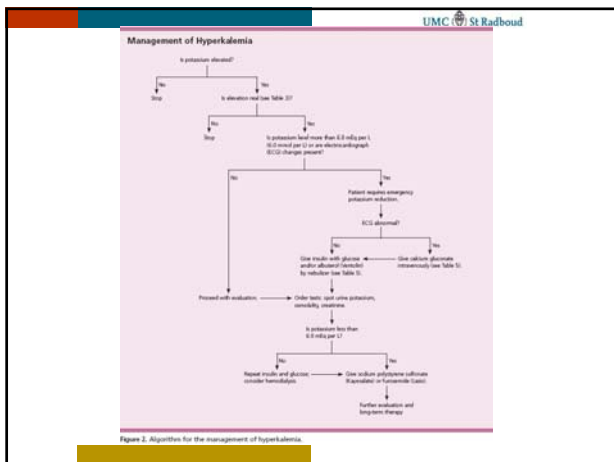 UMC St Radboud
Management of Hyperkalemia
Is potassium elevated?
No
Yes
Stop
Is elevation real (see Table 2)?
No
Yes
Stop
Is potassium level more than 6.0 mEq per L
(6.0 mmol per L) or are electrocardiograph
(ECG) changes present?
No
Yes
Patient requires emergency
potassium reduction.
ECG abnormal?
No
Yes
Give insulin with glucose
and/or albuterol (Ventolin)
by nebulizer (see Table 5).
Give calcium gluconate
intravenously (see Table 5).
Proceed with evaluation.
Order tests: spot urine potassium,
osmolality, creatinine.
Is potassium less than
6.0 mEq per L?
No
Yes
Repeat insulin and glucose;
consider hemodialysis.
Give sodium polystyrene sulfonate
(Kayexalate) or furosemide (Lasix).
Further evaluation and
long-term therapy
Figure 2. Algorithm for the management of hyperkalemia.